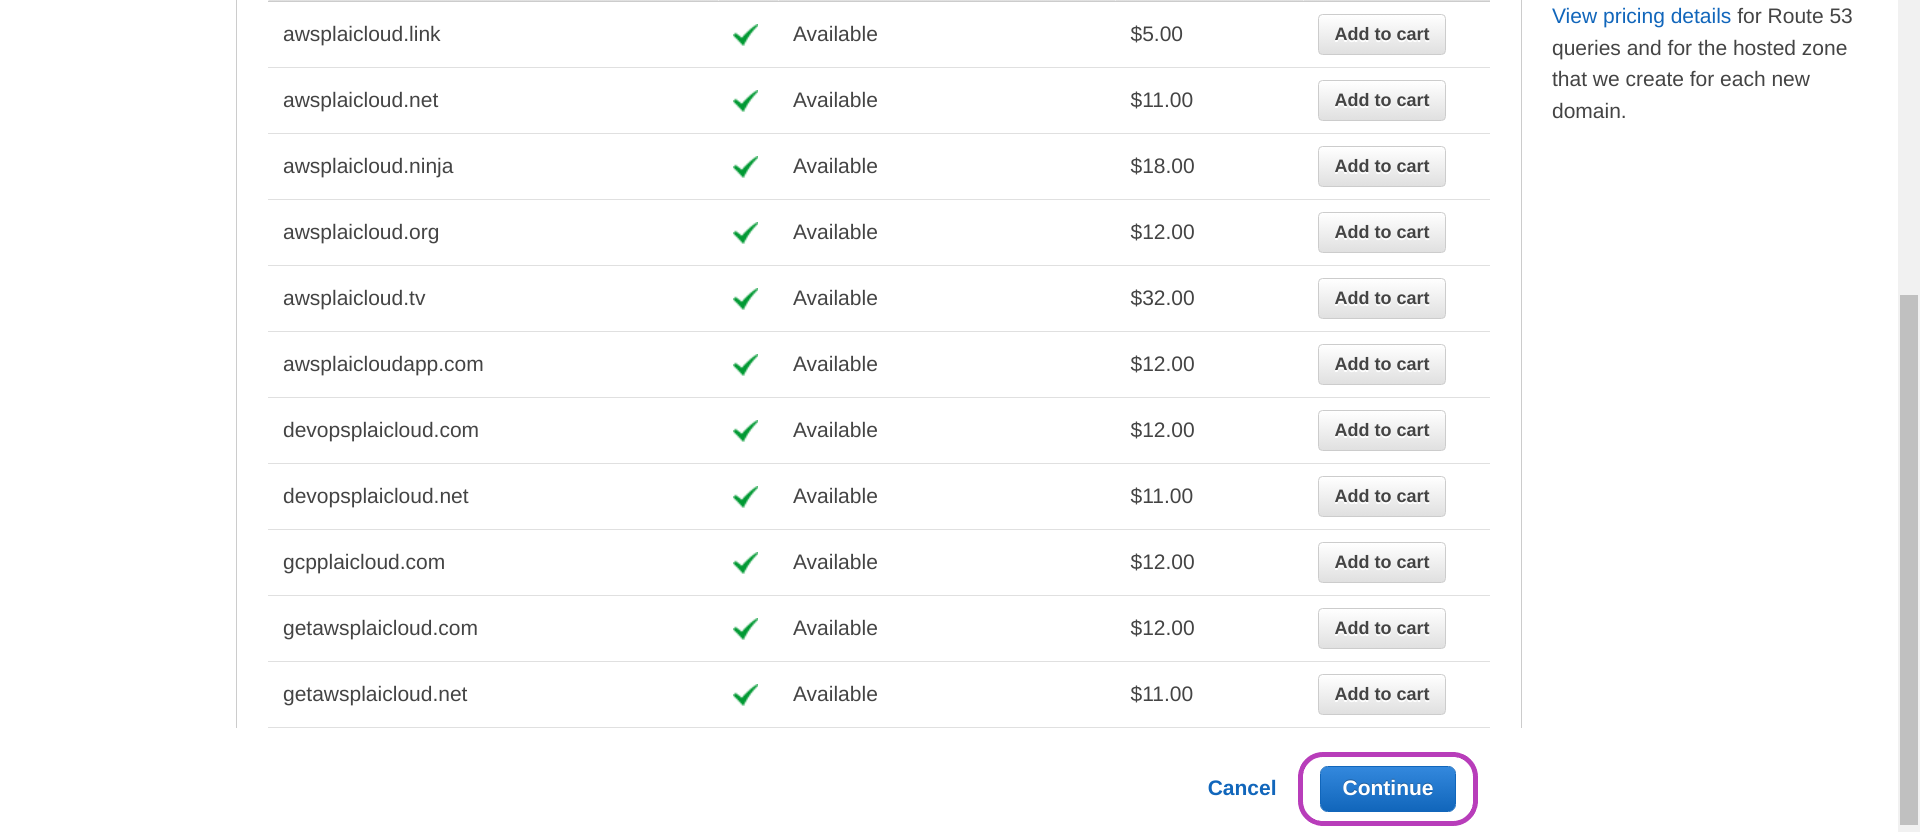 awsplaicloud.link Available $5.00 Add to cart
awsplaicloud.net Available $11.00 Add to cart
awsplaicloud.ninja Available $18.00 Add to cart
awsplaicloud.org Available $12.00 Add to cart
awsplaicloud.tv Available $32.00 Add to cart
awsplaicloudapp.com Available $12.00 Add to cart
devopsplaicloud.com Available $12.00 Add to cart
devopsplaicloud.net Available $11.00 Add to cart
gcpplaicloud.com Available $12.00 Add to cart
getawsplaicloud.com Available $12.00 Add to cart
getawsplaicloud.net Available $11.00 Add to cart
Cancel Continue
View pricing details for Route 53
queries and for the hosted zone
that we create for each new
domain.